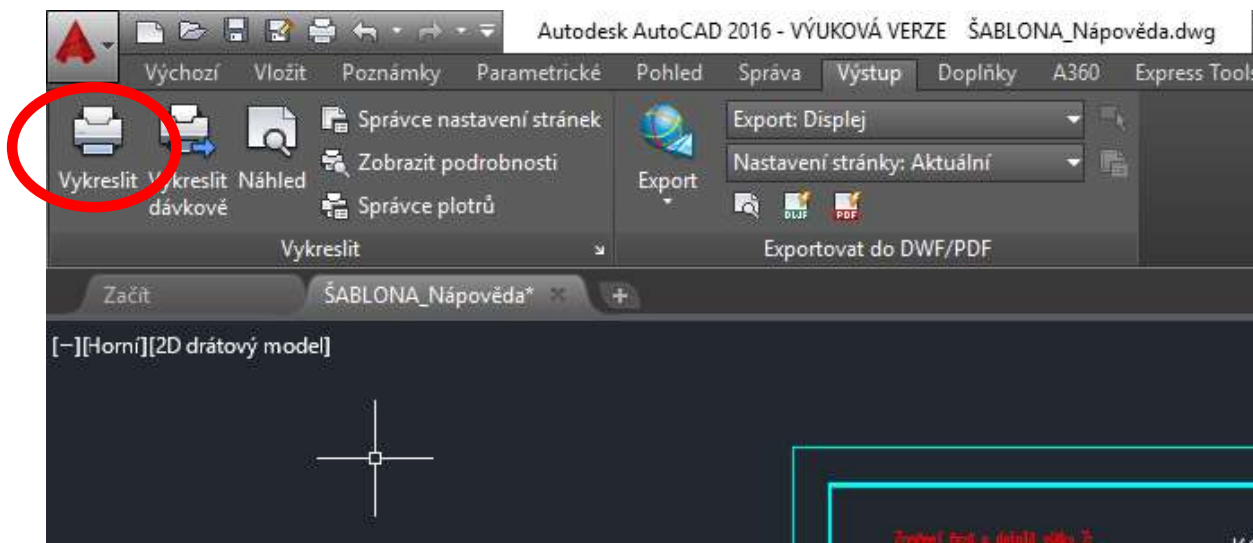 Autodesk AutoCAD 2016 - VÝUKOVÁ VERZE ŠABLONA_Nápověda.dwg
Výchozí Vložit Poznámky Parametrické Pohled Správa Výstup Doplňky A360 Express Tools
Vykreslit
Vykreslit dávkově
Náhled
Správce nastavení stránek
Zobrazit podrobnosti
Správce plotrů
Export
Export: Displej
Nastavení stránky: Aktuální
DWF
PDF
Vykreslit
Exportovat do DWF/PDF
Začít ŠABLONA_Nápověda*
[−][Horní][2D drátový model]